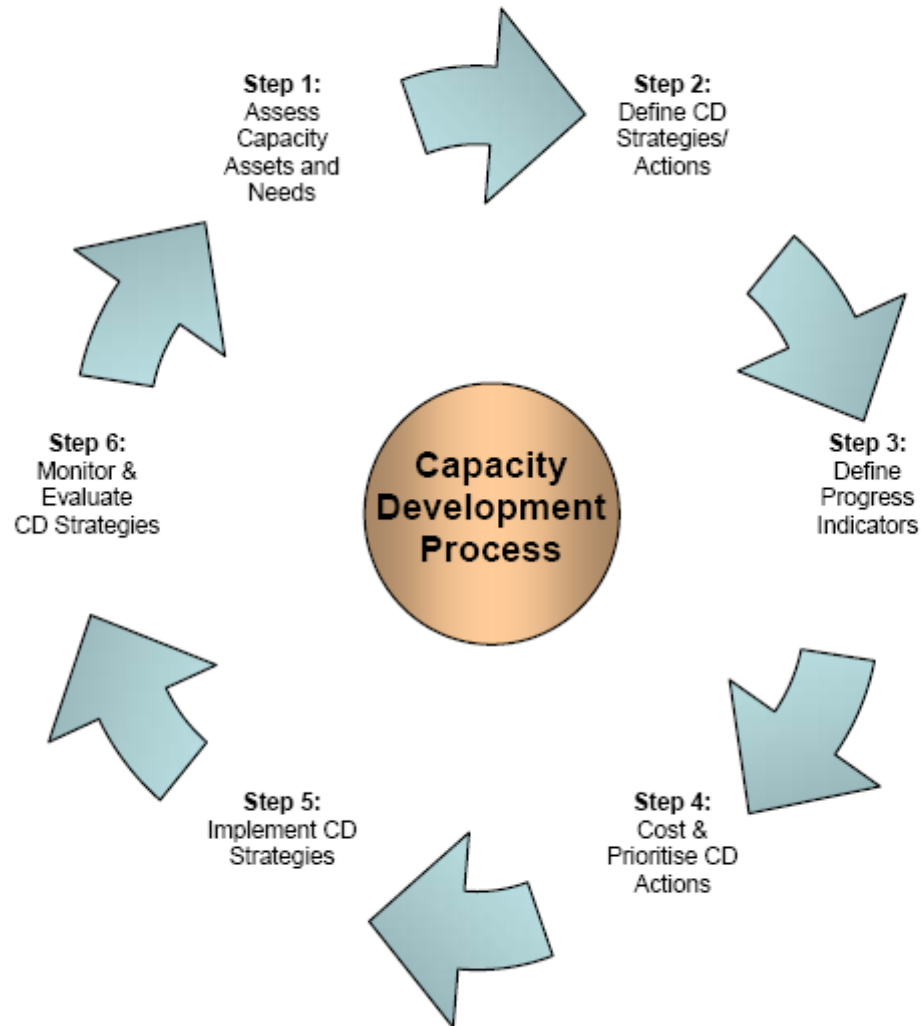 Step 1:
Assess
Capacity
Assets and
Needs
Step 2:
Define CD
Strategies/
Actions
Step 3:
Define
Progress
Indicators
Step 4:
Cost &
Prioritise CD
Actions
Step 5:
Implement CD
Strategies
Step 6:
Monitor &
Evaluate
CD Strategies
Capacity
Development
Process